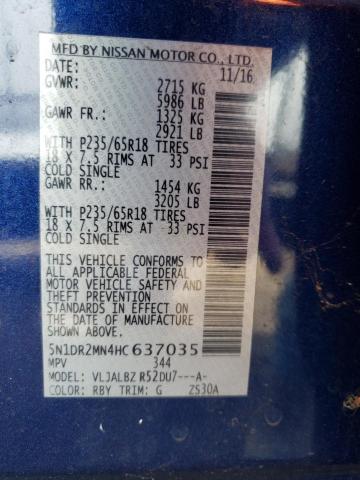 MFD BY NISSAN MOTOR CO., LTD.
DATE: 11/16
GVWR: 2715 KG
5986 LB
GAWR FR.: 1325 KG
2921 LB
WITH P235/65R18 TIRES
18 X 7.5 RIMS AT 33 PSI
COLD SINGLE
GAWR RR.: 1454 KG
3205 LB
WITH P235/65R18 TIRES
18 X 7.5 RIMS AT 33 PSI
COLD SINGLE
THIS VEHICLE CONFORMS TO
ALL APPLICABLE FEDERAL
MOTOR VEHICLE SAFETY
STANDARDS IN EFFECT ON
THE DATE OF MANUFACTURE
SHOWN ABOVE.
5N1DR2MN4HC637035
MPV 344
MODEL: VLJALBZ R52DU7---A-
COLOR: RBY TRIM: G ZS30A